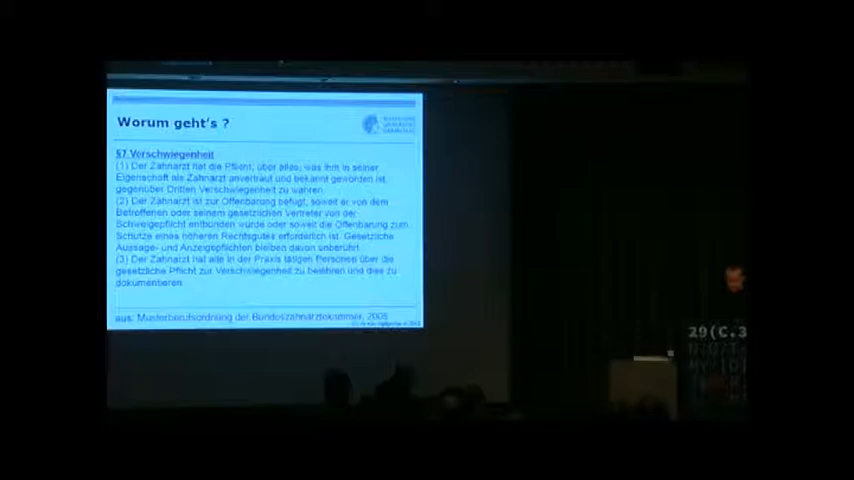 Worum geht's ?
§7 Verschwiegenheit
(1) Der Zahnarzt hat die Pflicht, über alles, was ihm in seiner
Eigenschaft als Zahnarzt anvertraut und bekannt geworden ist,
gegenüber Dritten Verschwiegenheit zu wahren.
(2) Der Zahnarzt ist zur Offenbarung befugt, soweit er von dem
Betroffenen oder seinem gesetzlichen Vertreter von der
Schweigepflicht entbunden wurde oder soweit die Offenbarung zum
Schutze eines höheren Rechtsgutes erforderlich ist. Gesetzliche
Aussage- und Anzeigepflichten bleiben davon unberührt.
(3) Der Zahnarzt hat alle in der Praxis tätigen Personen über die
gesetzliche Pflicht zur Verschwiegenheit zu belehren und dies zu
dokumentieren.
aus: Musterberufsordnung der Bundeszahnärztekammer, 2005
29(C.3